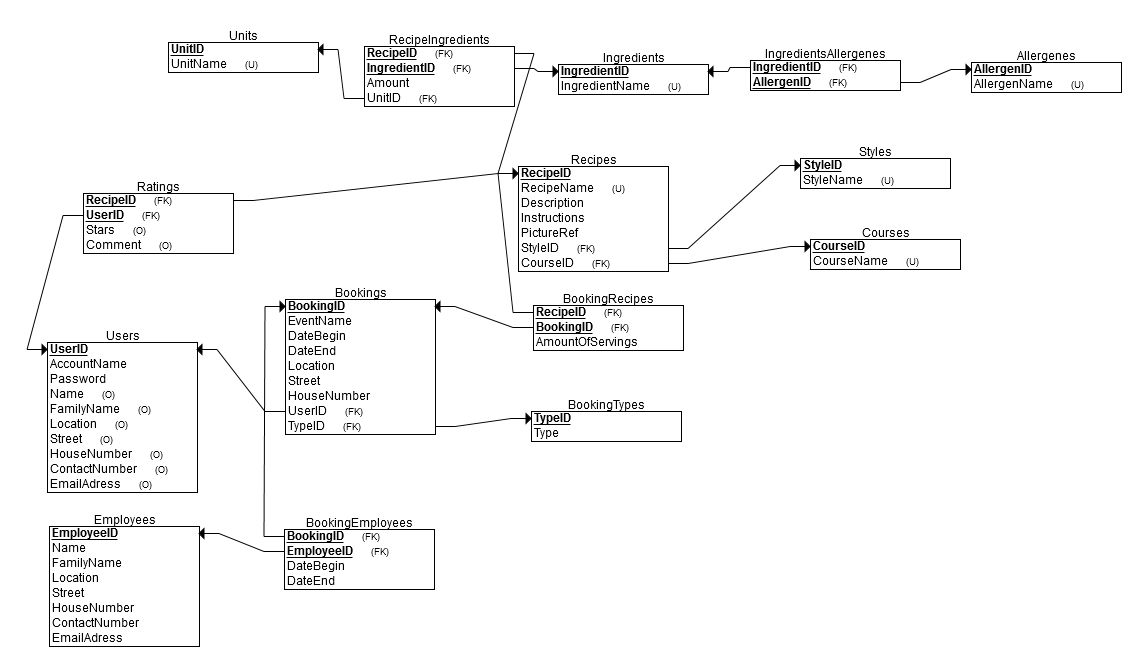 Units
UnitID
UnitName (U)
RecipeIngredients
RecipeID (FK)
IngredientID (FK)
Amount
UnitID (FK)
Ingredients
IngredientID
IngredientName (U)
IngredientsAllergenes
IngredientID (FK)
AllergenID (FK)
Allergenes
AllergenID
AllergenName (U)
Ratings
RecipeID (FK)
UserID (FK)
Stars (O)
Comment (O)
Recipes
RecipeID
RecipeName (U)
Description
Instructions
PictureRef
StyleID (FK)
CourseID (FK)
Styles
StyleID
StyleName (U)
Courses
CourseID
CourseName (U)
Bookings
BookingID
EventName
DateBegin
DateEnd
Location
Street
HouseNumber
UserID (FK)
TypeID (FK)
BookingRecipes
RecipeID (FK)
BookingID (FK)
AmountOfServings
Users
UserID
AccountName
Password
Name (O)
FamilyName (O)
Location (O)
Street (O)
HouseNumber (O)
ContactNumber (O)
EmailAdress (O)
BookingTypes
TypeID
Type
Employees
EmployeeID
Name
FamilyName
Location
Street
HouseNumber
ContactNumber
EmailAdress
BookingEmployees
BookingID (FK)
EmployeeID (FK)
DateBegin
DateEnd